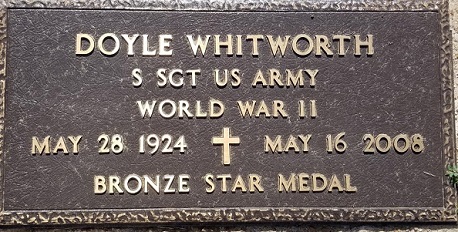 DOYLE WHITWORTH
S SGT US ARMY
WORLD WAR II
MAY 28 1924 MAY 16 2008
BRONZE STAR MEDAL